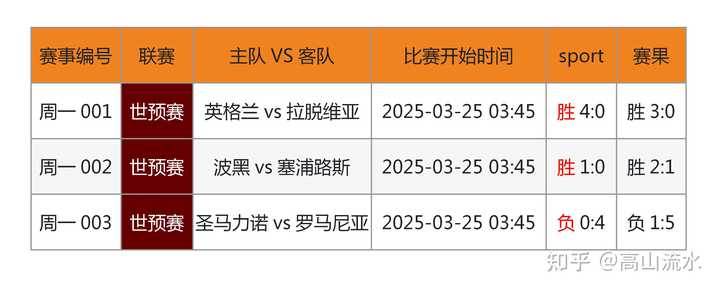 赛事编号 联赛 主队 VS 客队 比赛开始时间 sport 赛果
周一 001 世预赛 英格兰 vs 拉脱维亚 2025-03-25 03:45 胜 4:0 胜 3:0
周一 002 世预赛 波黑 vs 塞浦路斯 2025-03-25 03:45 胜 1:0 胜 2:1
周一 003 世预赛 圣马力诺 vs 罗马尼亚 2025-03-25 03:45 负 0:4 负 1:5
知乎 @高山流水